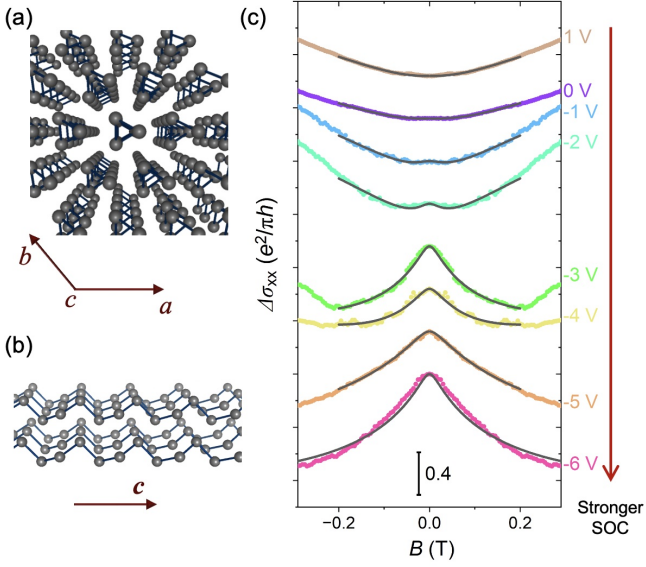 (a)
b
c
a
(b)
c
(c)
Δσxx (e²/πh)
1 V
0 V
-1 V
-2 V
-3 V
-4 V
-5 V
-6 V
0.4
−0.2
0.0
0.2
B (T)
Stronger
SOC